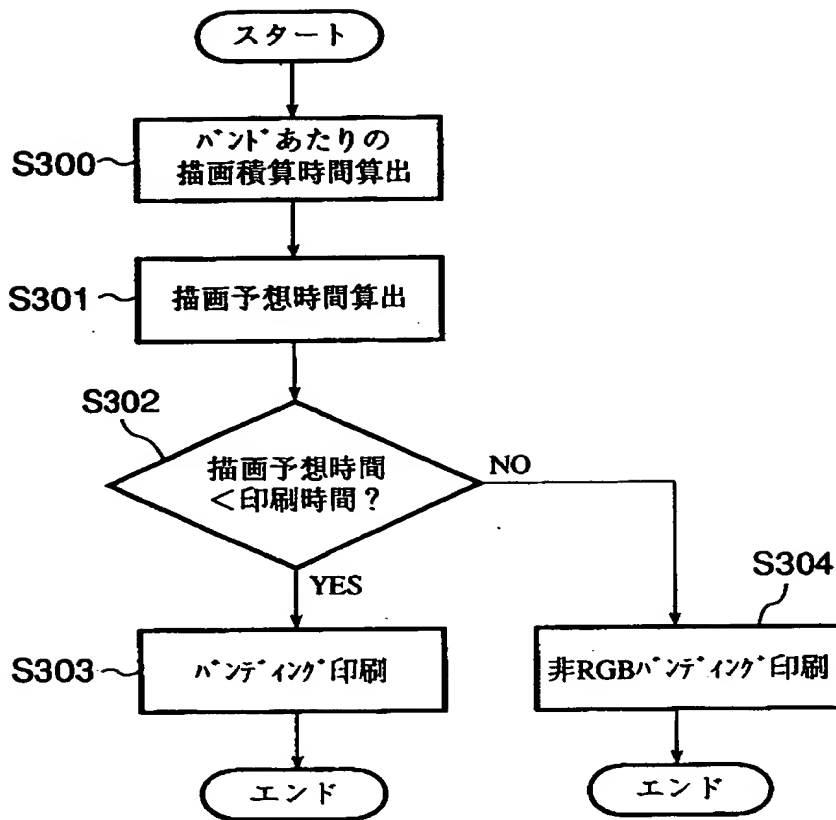 スタート
S300
バンドあたりの
描画積算時間算出
S301
描画予想時間算出
S302
描画予想時間
<印刷時間?
NO
YES
S304
S303
バンディング印刷
非RGBバンディング印刷
エンド
エンド